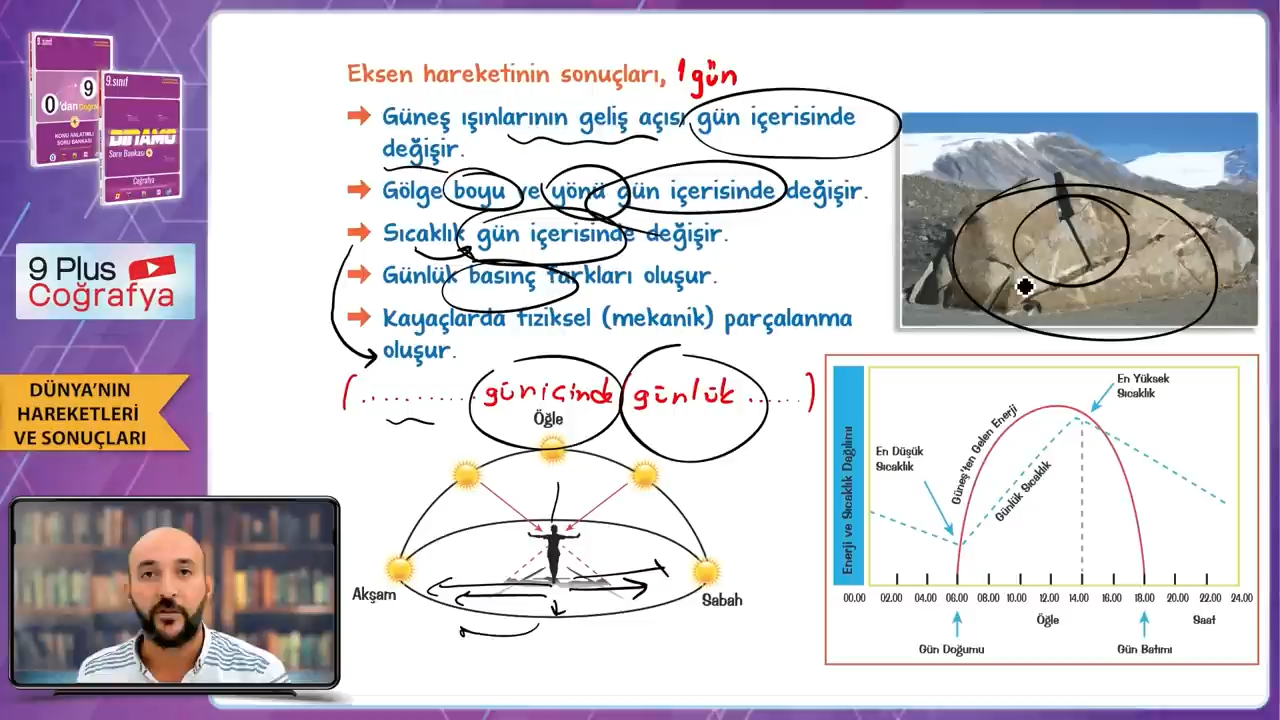 9.sınıf
0'dan 9
Coğrafya
KONU ANLATIMLI
SORU BANKASI
9.sınıf
DİNAMO
Soru Bankası
Coğrafya
9 Plus
Coğrafya
DÜNYA'NIN
HAREKETLERİ
VE SONUÇLARI
Eksen hareketinin sonuçları, 1 gün
Güneş ışınlarının geliş açısı gün içerisinde
değişir.
Gölge boyu ve yönü gün içerisinde değişir.
Sıcaklık gün içerisinde değişir.
Günlük basınç farkları oluşur.
Kayaçlarda fiziksel (mekanik) parçalanma
oluşur.
(.......... gün içinde günlük ......)
Öğle
Akşam
Sabah
Enerji ve Sıcaklık Dağılımı
En Yüksek
Sıcaklık
En Düşük
Sıcaklık
Güneş'ten Gelen Enerji
Günlük Sıcaklık
00.00 02.00 04.00 06.00 08.00 10.00 12.00 14.00 16.00 18.00 20.00 22.00 24.00
Öğle
Saat
Gün Doğumu
Gün Batımı